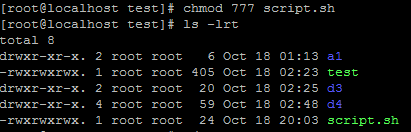 [root@localhost test]# chmod 777 script.sh
[root@localhost test]# ls -lrt
total 8
drwxr-xr-x. 2 root root   6 Oct 18 01:13 a1
-rwxrwxrwx. 1 root root 405 Oct 18 02:23 test
drwxr-xr-x. 2 root root  20 Oct 18 02:25 d3
drwxr-xr-x. 4 root root  59 Oct 18 02:48 d4
-rwxrwxrwx. 1 root root  24 Oct 18 20:03 script.sh